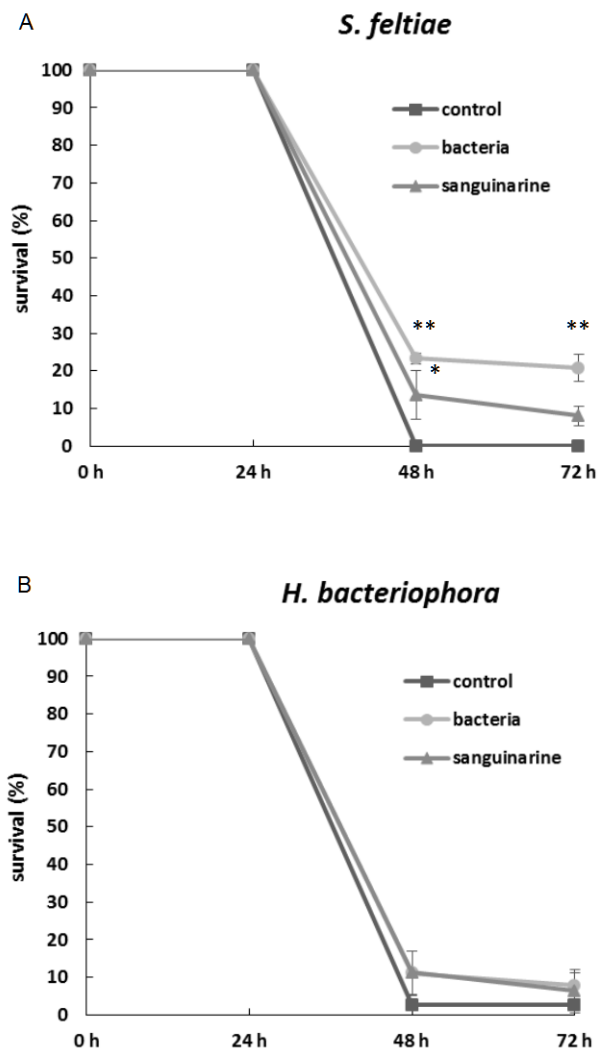 A
S. feltiae
100
90
80
70
60
50
40
30
20
10
0
survival (%)
control
bacteria
sanguinarine
**
**
*
0 h
24 h
48 h
72 h
B
H. bacteriophora
100
90
80
70
60
50
40
30
20
10
0
survival (%)
control
bacteria
sanguinarine
0 h
24 h
48 h
72 h